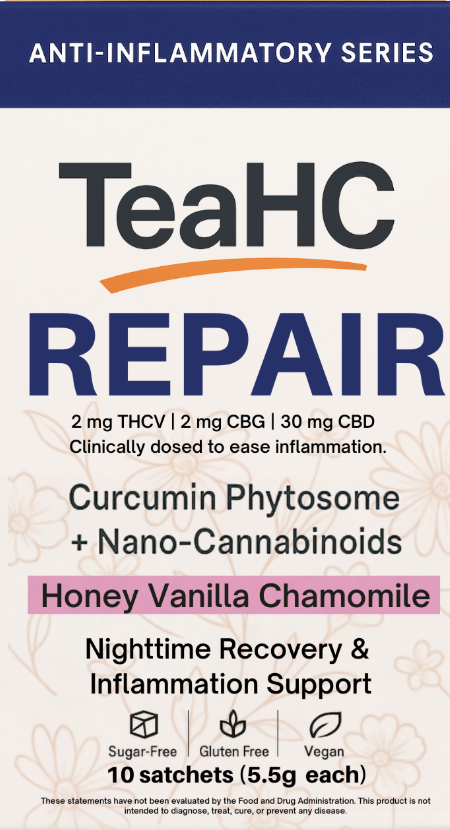 ANTI-INFLAMMATORY SERIES
TeaHC
REPAIR
2 mg THCV | 2 mg CBG | 30 mg CBD
Clinically dosed to ease inflammation.
Curcumin Phytosome
+ Nano-Cannabinoids
Honey Vanilla Chamomile
Nighttime Recovery &
Inflammation Support
Sugar-Free | Gluten Free | Vegan
10 satchets (5.5g each)
These statements have not been evaluated by the Food and Drug Administration. This product is not
intended to diagnose, treat, cure, or prevent any disease.